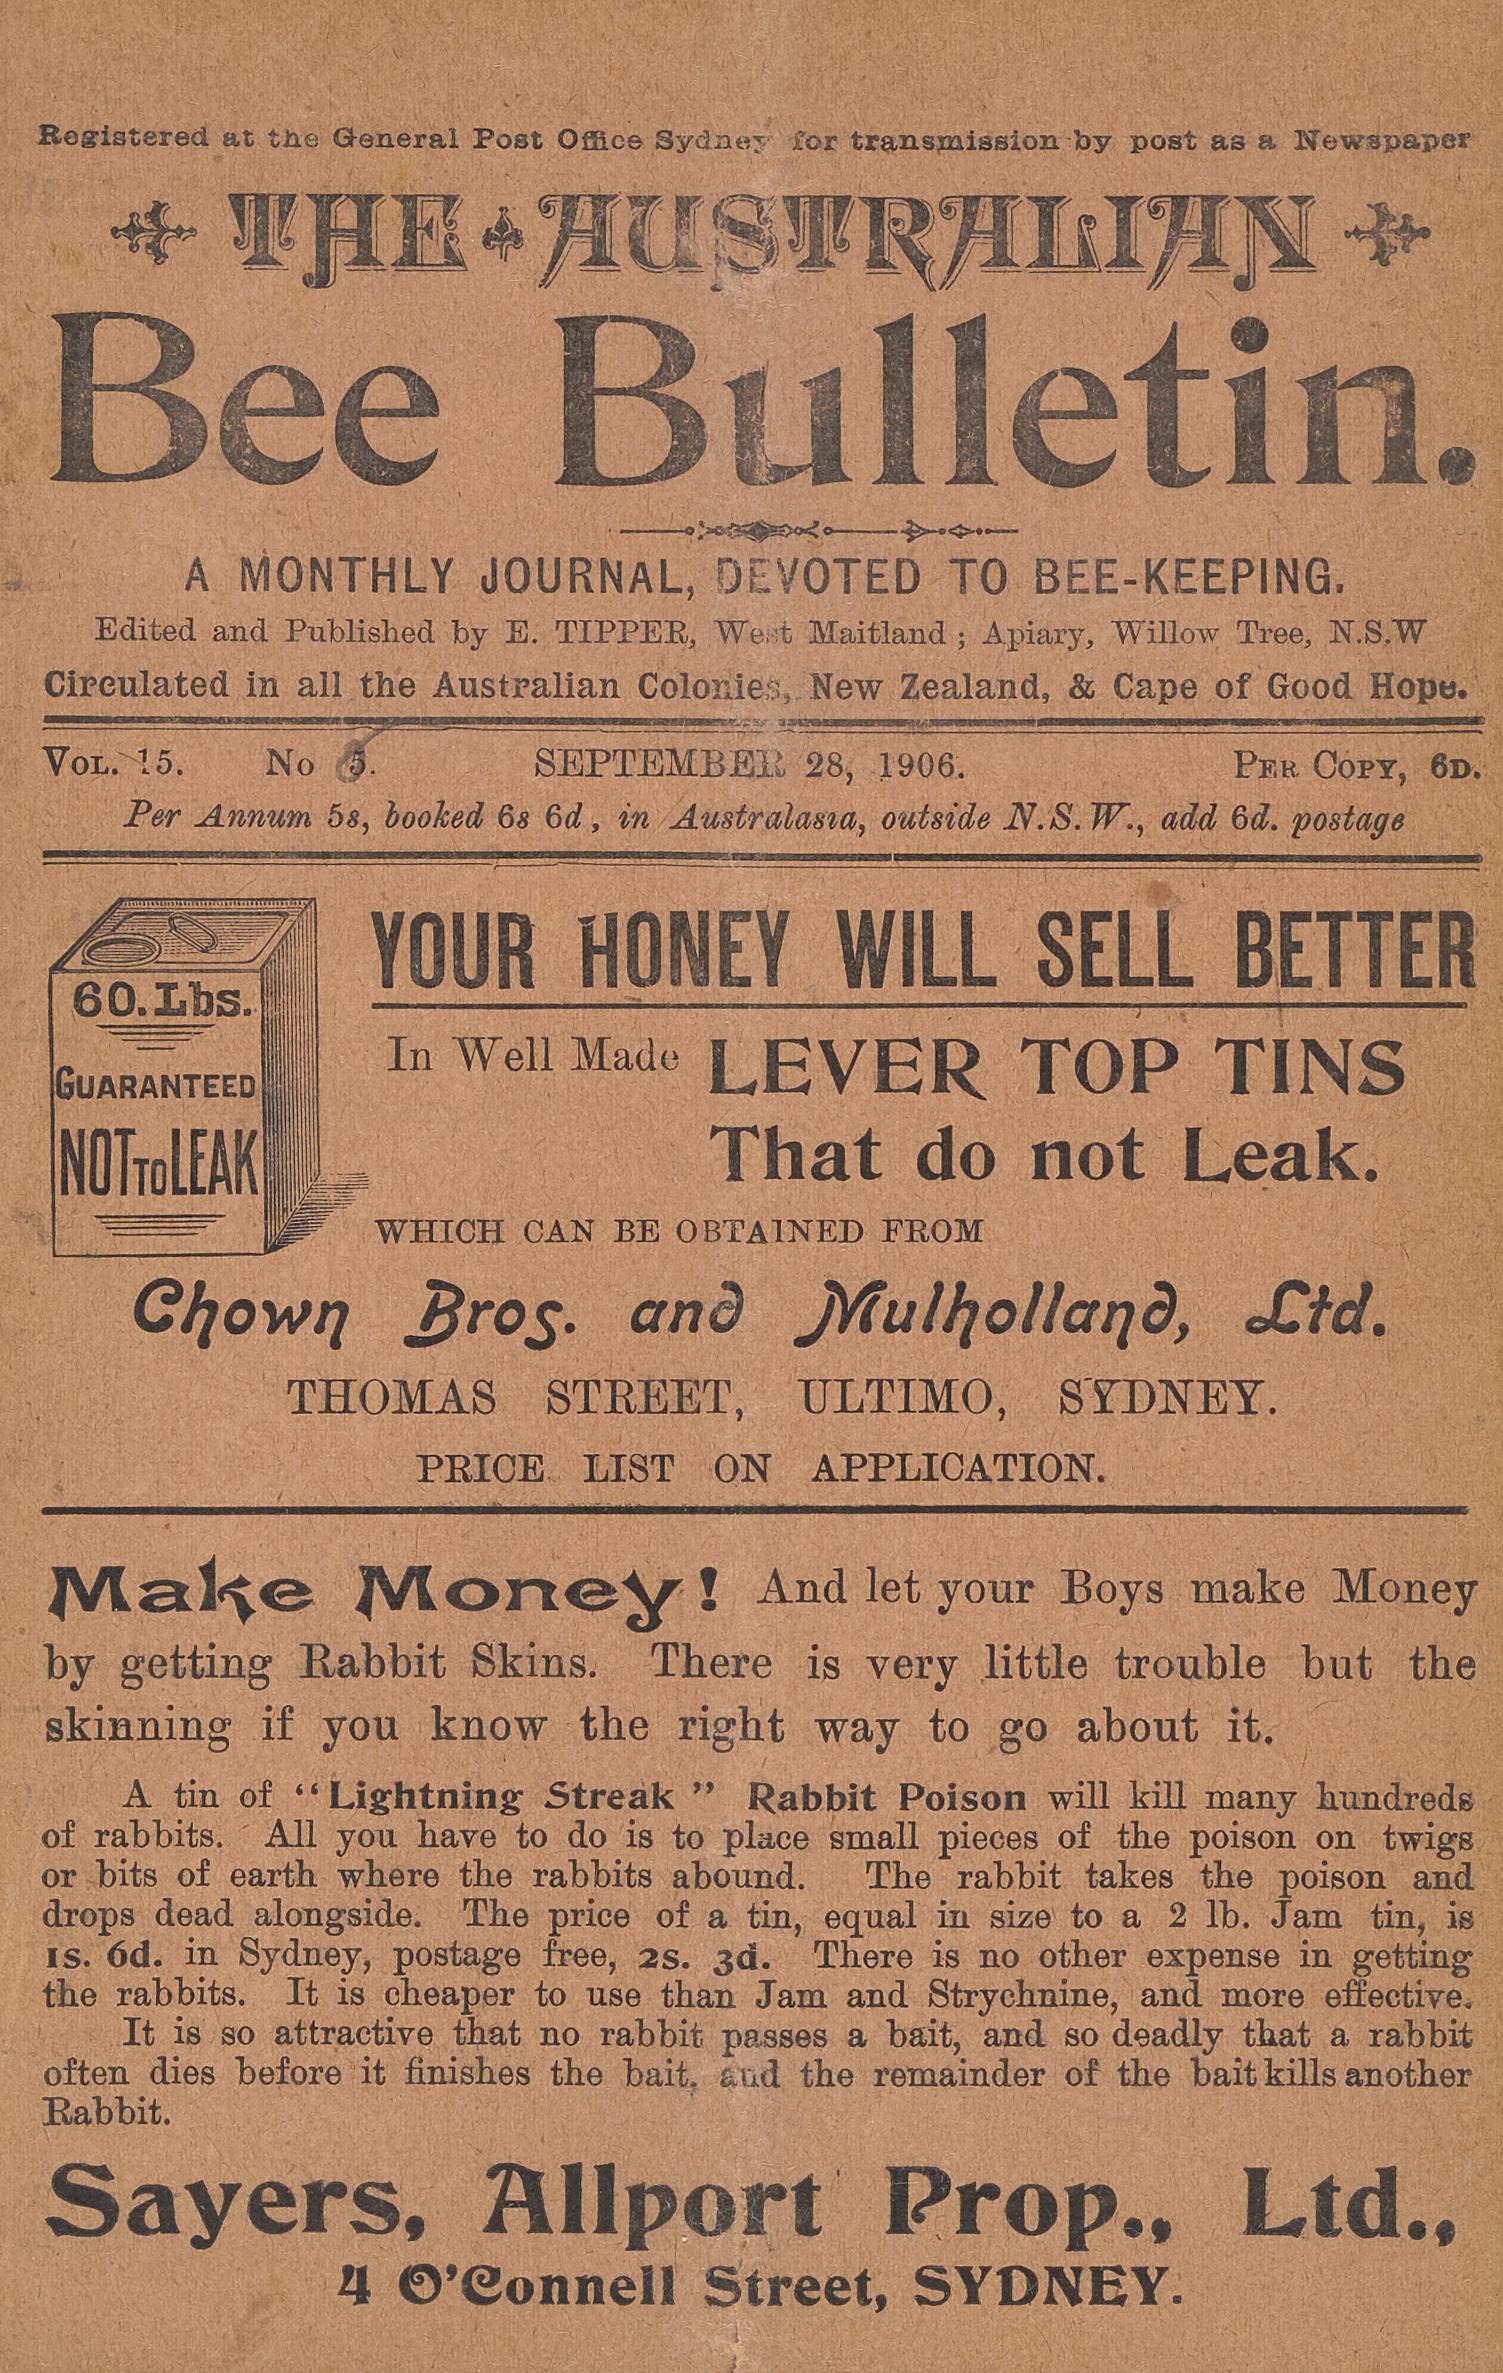 Registered at the General Post Office Sydney for transmission by post as a Newspaper
THE AUSTRALIAN
Bee Bulletin.
A MONTHLY JOURNAL, DEVOTED TO BEE-KEEPING.
Edited and Published by E. TIPPER, West Maitland ; Apiary, Willow Tree, N.S.W
Circulated in all the Australian Colonies, New Zealand, & Cape of Good Hope.
VOL. 15. No 5. SEPTEMBER 28, 1906. PER COPY, 6D.
Per Annum 5s, booked 6s 6d, in Australasia, outside N.S.W., add 6d. postage
YOUR HONEY WILL SELL BETTER
60. Lbs.
GUARANTEED
NOT TO LEAK
In Well Made LEVER TOP TINS
That do not Leak.
WHICH CAN BE OBTAINED FROM
Chown Bros. and Mulholland, Ltd.
THOMAS STREET, ULTIMO, SYDNEY.
PRICE LIST ON APPLICATION.
Make Money! And let your Boys make Money
by getting Rabbit Skins. There is very little trouble but the
skinning if you know the right way to go about it.
A tin of "Lightning Streak" Rabbit Poison will kill many hundreds
of rabbits. All you have to do is to place small pieces of the poison on twigs
or bits of earth where the rabbits abound. The rabbit takes the poison and
drops dead alongside. The price of a tin, equal in size to a 2 lb. Jam tin, is
1s. 6d. in Sydney, postage free, 2s. 3d. There is no other expense in getting
the rabbits. It is cheaper to use than Jam and Strychnine, and more effective.
It is so attractive that no rabbit passes a bait, and so deadly that a rabbit
often dies before it finishes the bait, and the remainder of the bait kills another
Rabbit.
Sayers, Allport Prop., Ltd.,
4 O'Connell Street, SYDNEY.